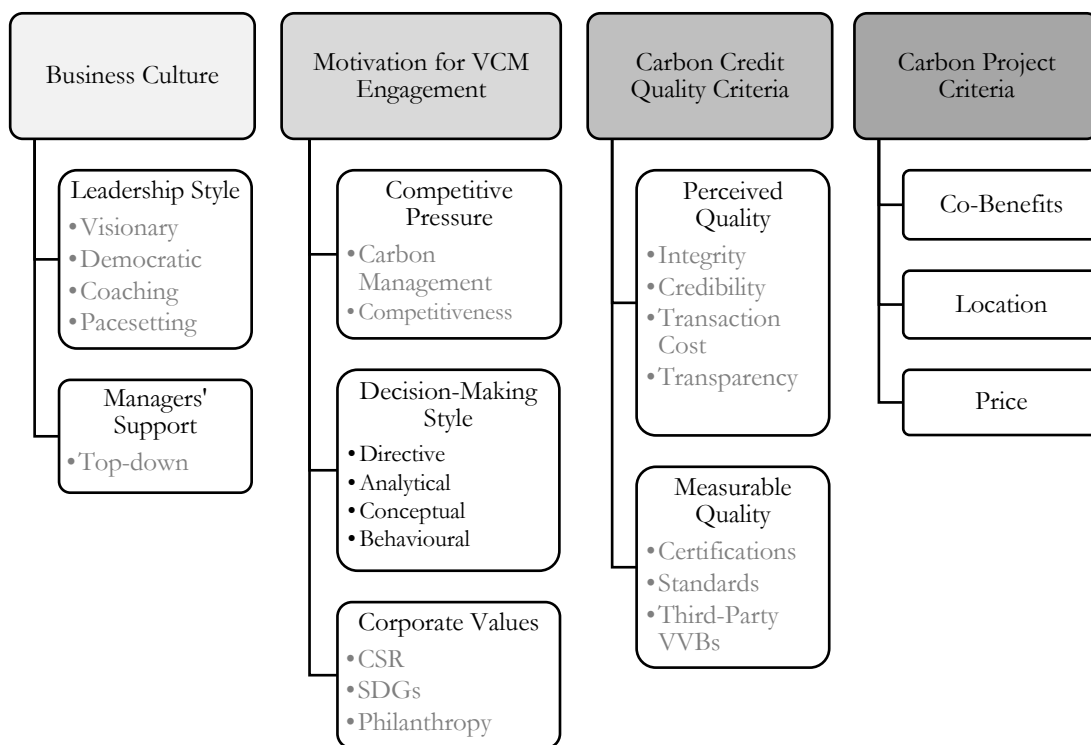 Business Culture
Leadership Style
•Visionary
•Democratic
•Coaching
•Pacesetting
Managers'
Support
•Top-down
Motivation for VCM
Engagement
Competitive
Pressure
•Carbon
Management
•Competitiveness
Decision-Making
Style
•Directive
•Analytical
•Conceptual
•Behavioural
Corporate Values
•CSR
•SDGs
•Philanthropy
Carbon Credit
Quality Criteria
Perceived
Quality
•Integrity
•Credibility
•Transaction
Cost
•Transparency
Measurable
Quality
•Certifications
•Standards
•Third-Party
VVBs
Carbon Project
Criteria
Co-Benefits
Location
Price